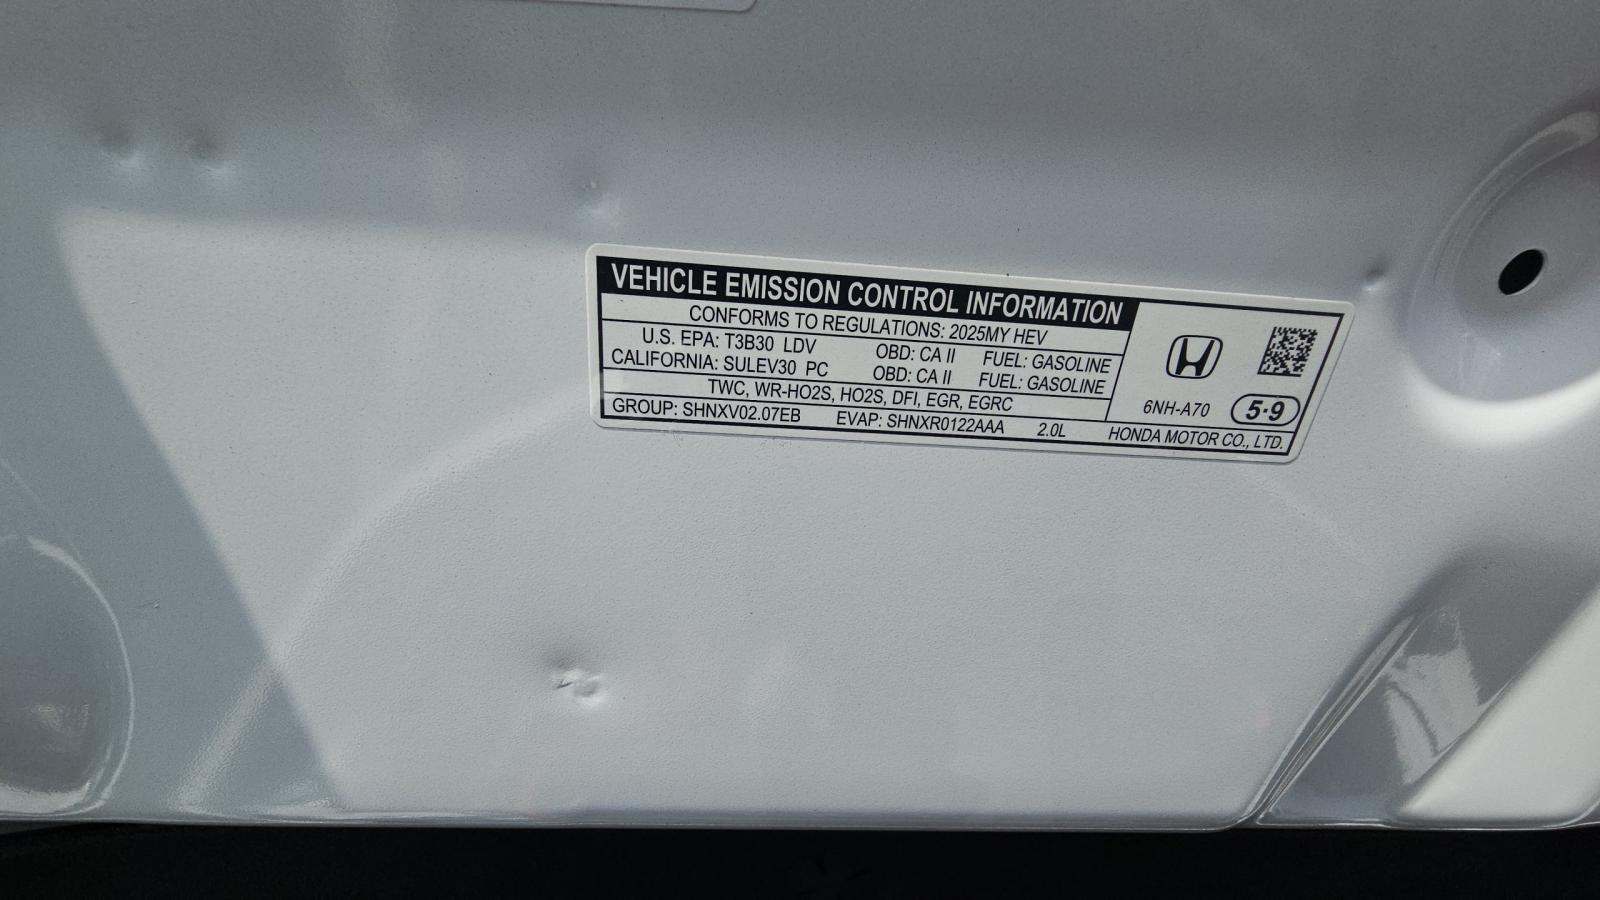 VEHICLE EMISSION CONTROL INFORMATION
CONFORMS TO REGULATIONS: 2025MY HEV
U.S. EPA: T3B30 LDV OBD: CA II FUEL: GASOLINE
CALIFORNIA: SULEV30 PC OBD: CA II FUEL: GASOLINE
TWC, WR-HO2S, HO2S, DFI, EGR, EGRC
6NH-A70 5·9
GROUP: SHNXV02.07EB EVAP: SHNXR0122AAA 2.0L HONDA MOTOR CO., LTD.